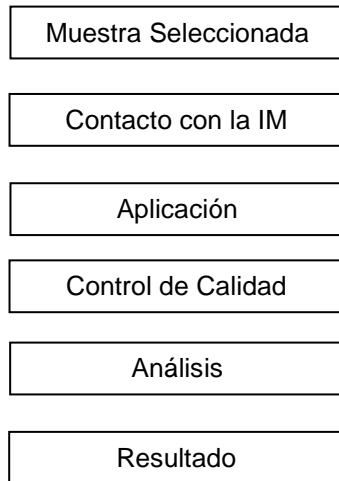 Muestra Seleccionada
Contacto con la IM
Aplicación
Control de Calidad
Análisis
Resultado